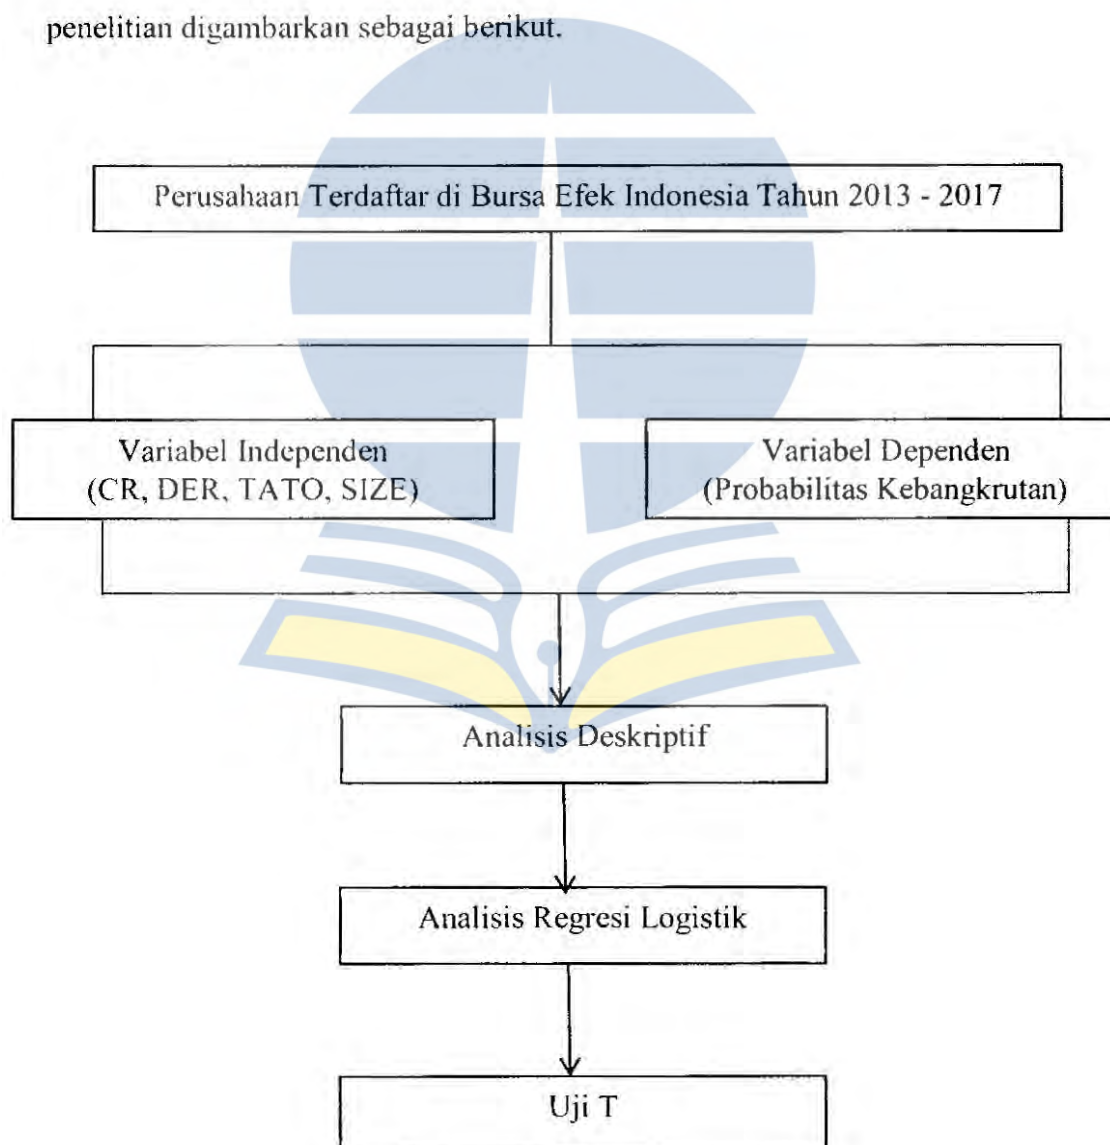 penelitian digambarkan sebagai berikut.
Perusahaan Terdaftar di Bursa Efek Indonesia Tahun 2013 - 2017
Variabel Independen
(CR, DER, TATO, SIZE)
Variabel Dependen
(Probabilitas Kebangkrutan)
Analisis Deskriptif
Analisis Regresi Logistik
Uji T